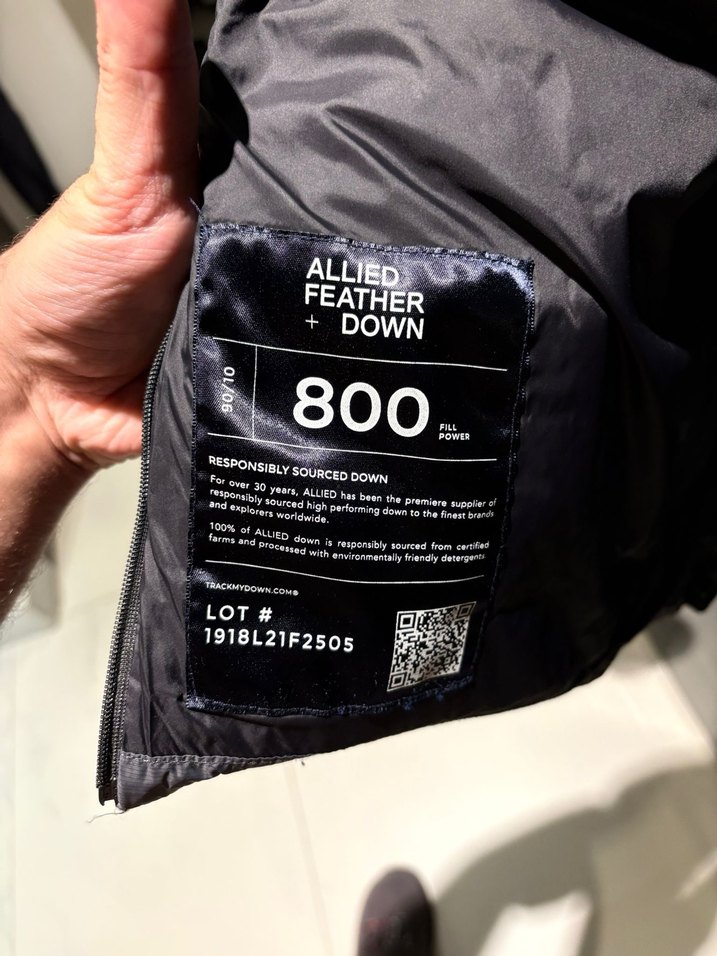 ALLIED
FEATHER
+ DOWN
90/10
800
FILL
POWER
RESPONSIBLY SOURCED DOWN
For over 30 years, ALLIED has been the premiere supplier of
responsibly sourced high performing down to the finest brands
and explorers worldwide.
100% of ALLIED down is responsibly sourced from certified
farms and processed with environmentally friendly detergents.
TRACKMYDOWN.COM®
LOT #
1918L21F2505